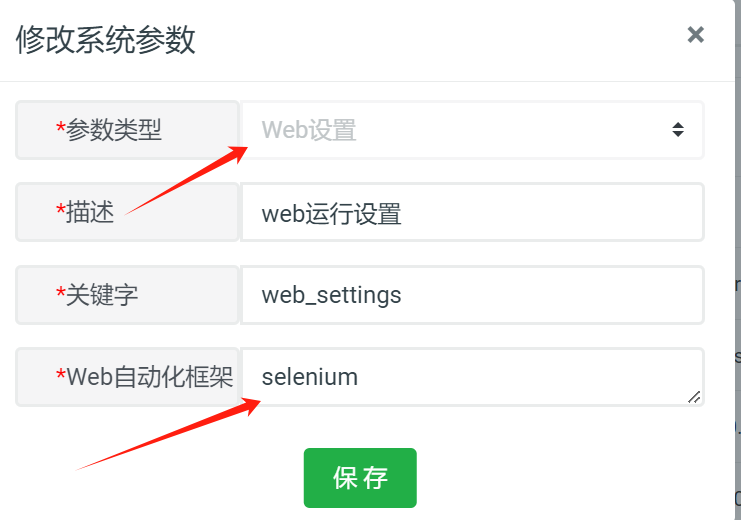 修改系统参数 ×
*参数类型 Web设置
*描述 web运行设置
*关键字 web_settings
*Web自动化框架 selenium
保存